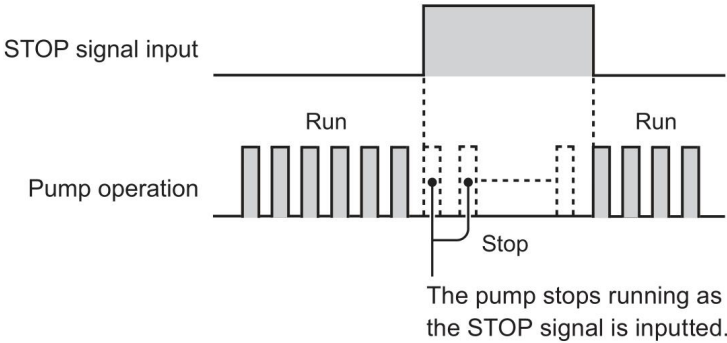 STOP signal input
Run
Run
Pump operation
Stop
The pump stops running as
the STOP signal is inputted.